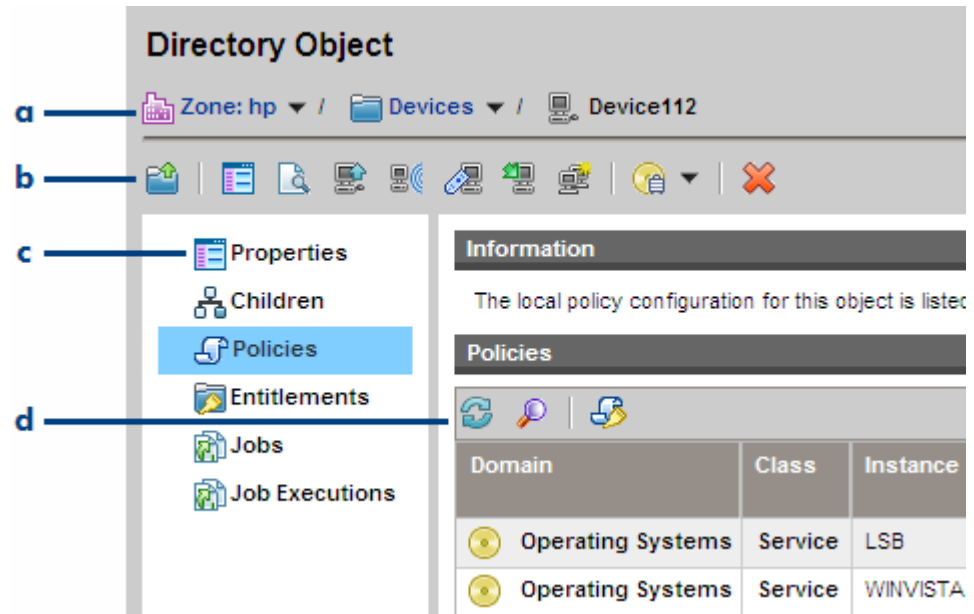 Directory Object
a
Zone: hp / Devices / Device112
b
c
Properties
Children
Policies
Entitlements
d
Jobs
Job Executions
Information
The local policy configuration for this object is listed
Policies
Domain Class Instance
Operating Systems Service LSB
Operating Systems Service WINVISTA